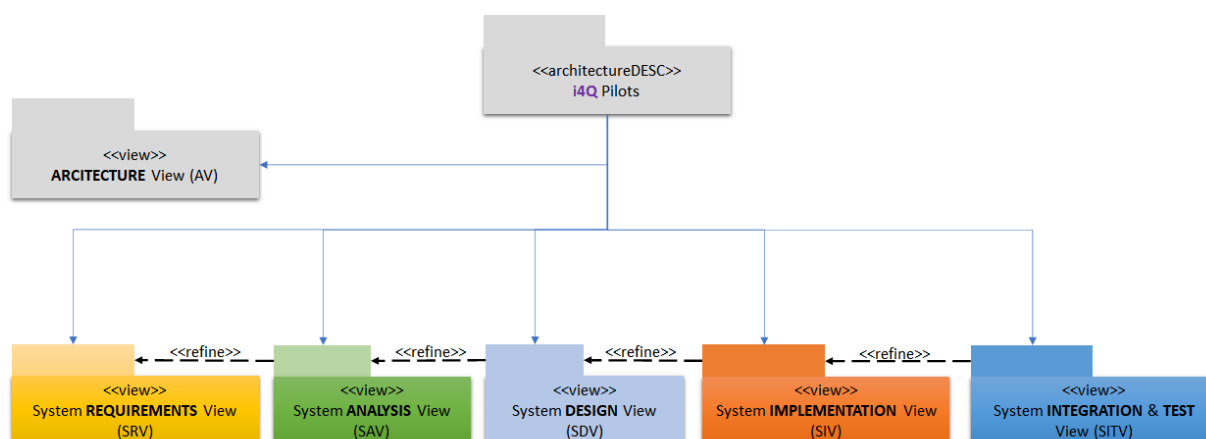 <<architectureDESC>>
i4Q Pilots
<<view>>
ARCITECTURE View (AV)
<<refine>>
<<refine>>
<<refine>>
<<refine>>
<<view>>
System REQUIREMENTS View
(SRV)
<<view>>
System ANALYSIS View
(SAV)
<<view>>
System DESIGN View
(SDV)
<<view>>
System IMPLEMENTATION View
(SIV)
<<view>>
System INTEGRATION & TEST
View (SITV)